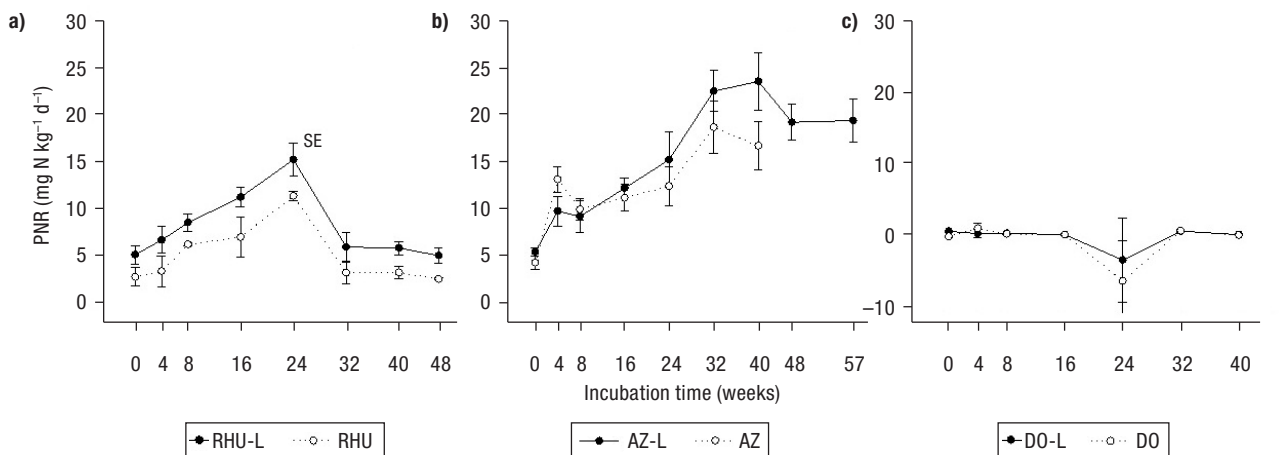 a)
30
25
20
15
10
5
0
PNR (mg N kg⁻¹ d⁻¹)
SE
0 4 8 16 24 32 40 48
b)
30
25
20
15
10
5
0
0 4 8 16 24 32 40 48 57
c)
30
20
10
0
−10
0 4 8 16 24 32 40
Incubation time (weeks)
RHU-L RHU
AZ-L AZ
DO-L DO